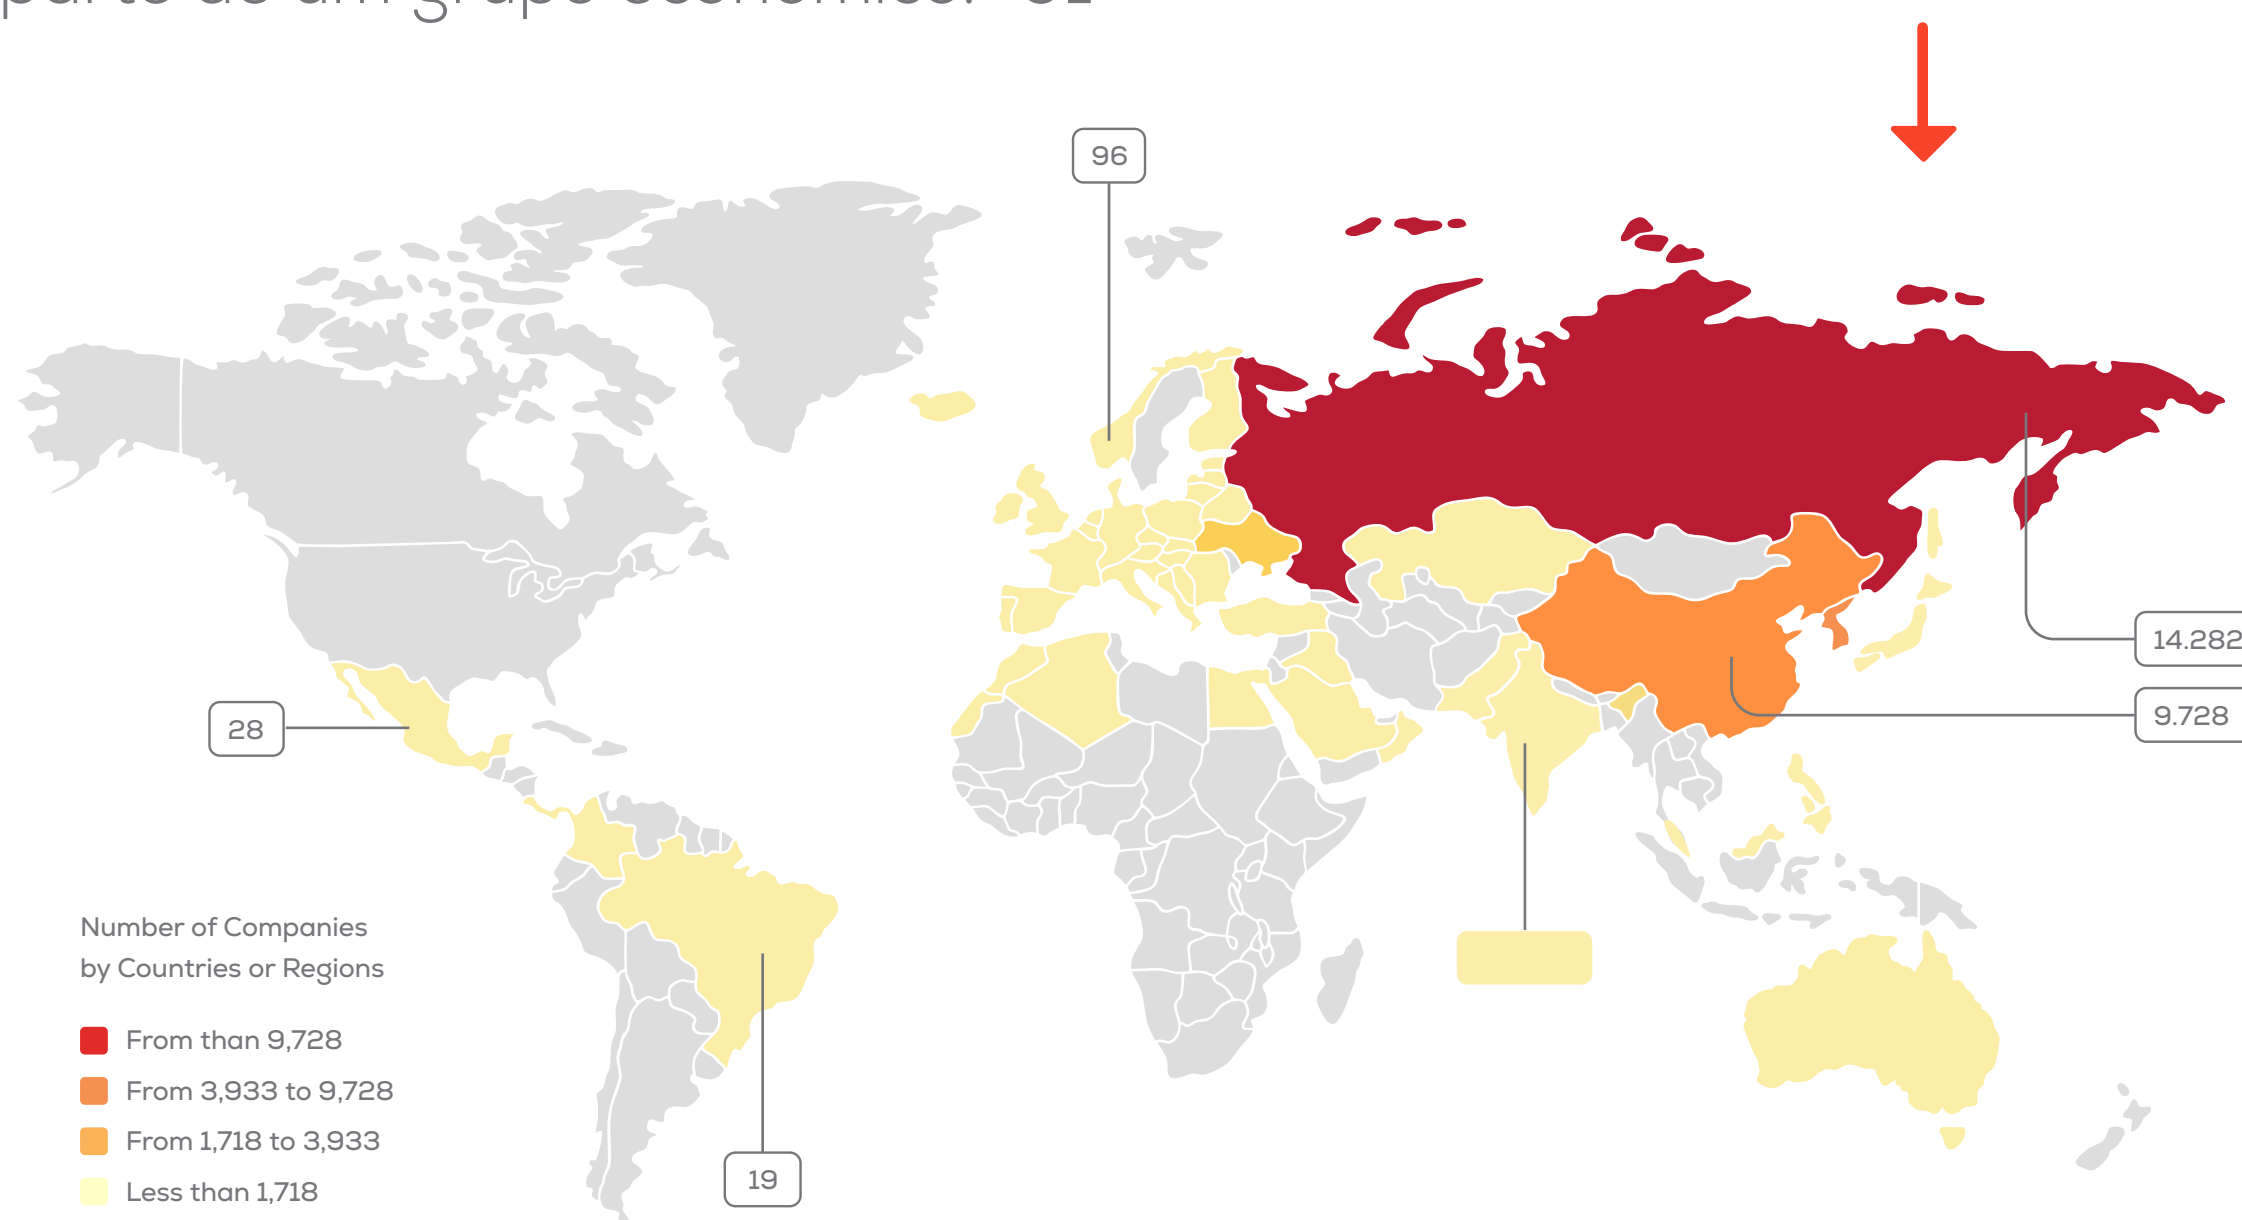 96
14.282
9.728
28
Number of Companies
by Countries or Regions
From than 9,728
From 3,933 to 9,728
From 1,718 to 3,933
Less than 1,718
19